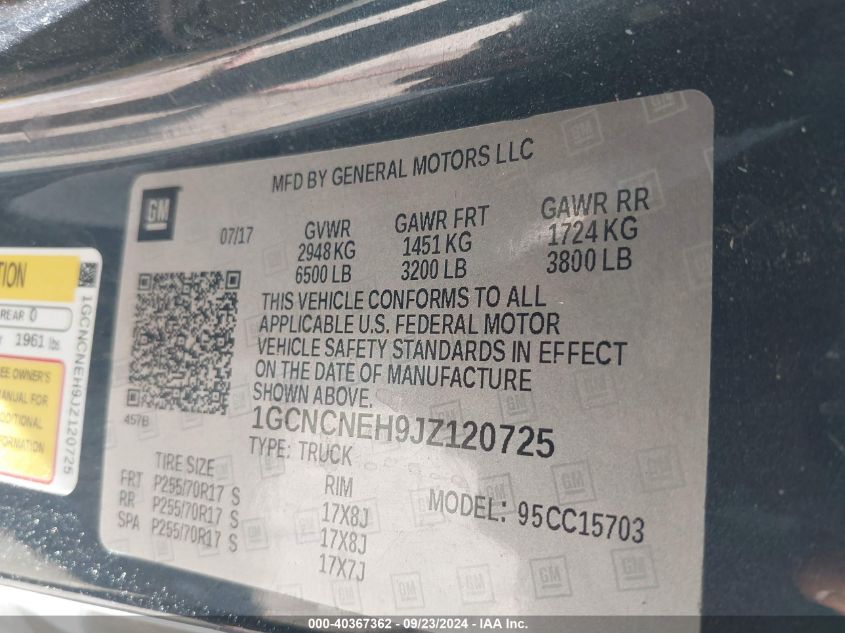 MFD BY GENERAL MOTORS LLC
GM
07/17
GVWR GAWR FRT GAWR RR
2948 KG 1451 KG 1724 KG
6500 LB 3200 LB 3800 LB
THIS VEHICLE CONFORMS TO ALL
APPLICABLE U.S. FEDERAL MOTOR
VEHICLE SAFETY STANDARDS IN EFFECT
ON THE DATE OF MANUFACTURE
SHOWN ABOVE.
457B
1GCNCNEH9JZ120725
TYPE: TRUCK
TIRE SIZE RIM
FRT P255/70R17 S 17X8J
RR P255/70R17 S 17X8J
SPA P255/70R17 S 17X7J
MODEL: 95CC15703
REAR 0
1961 lbs
OWNER'S
MANUAL FOR
1GCNCNEH9JZ120725
000-40367362 - 09/23/2024 - IAA Inc.